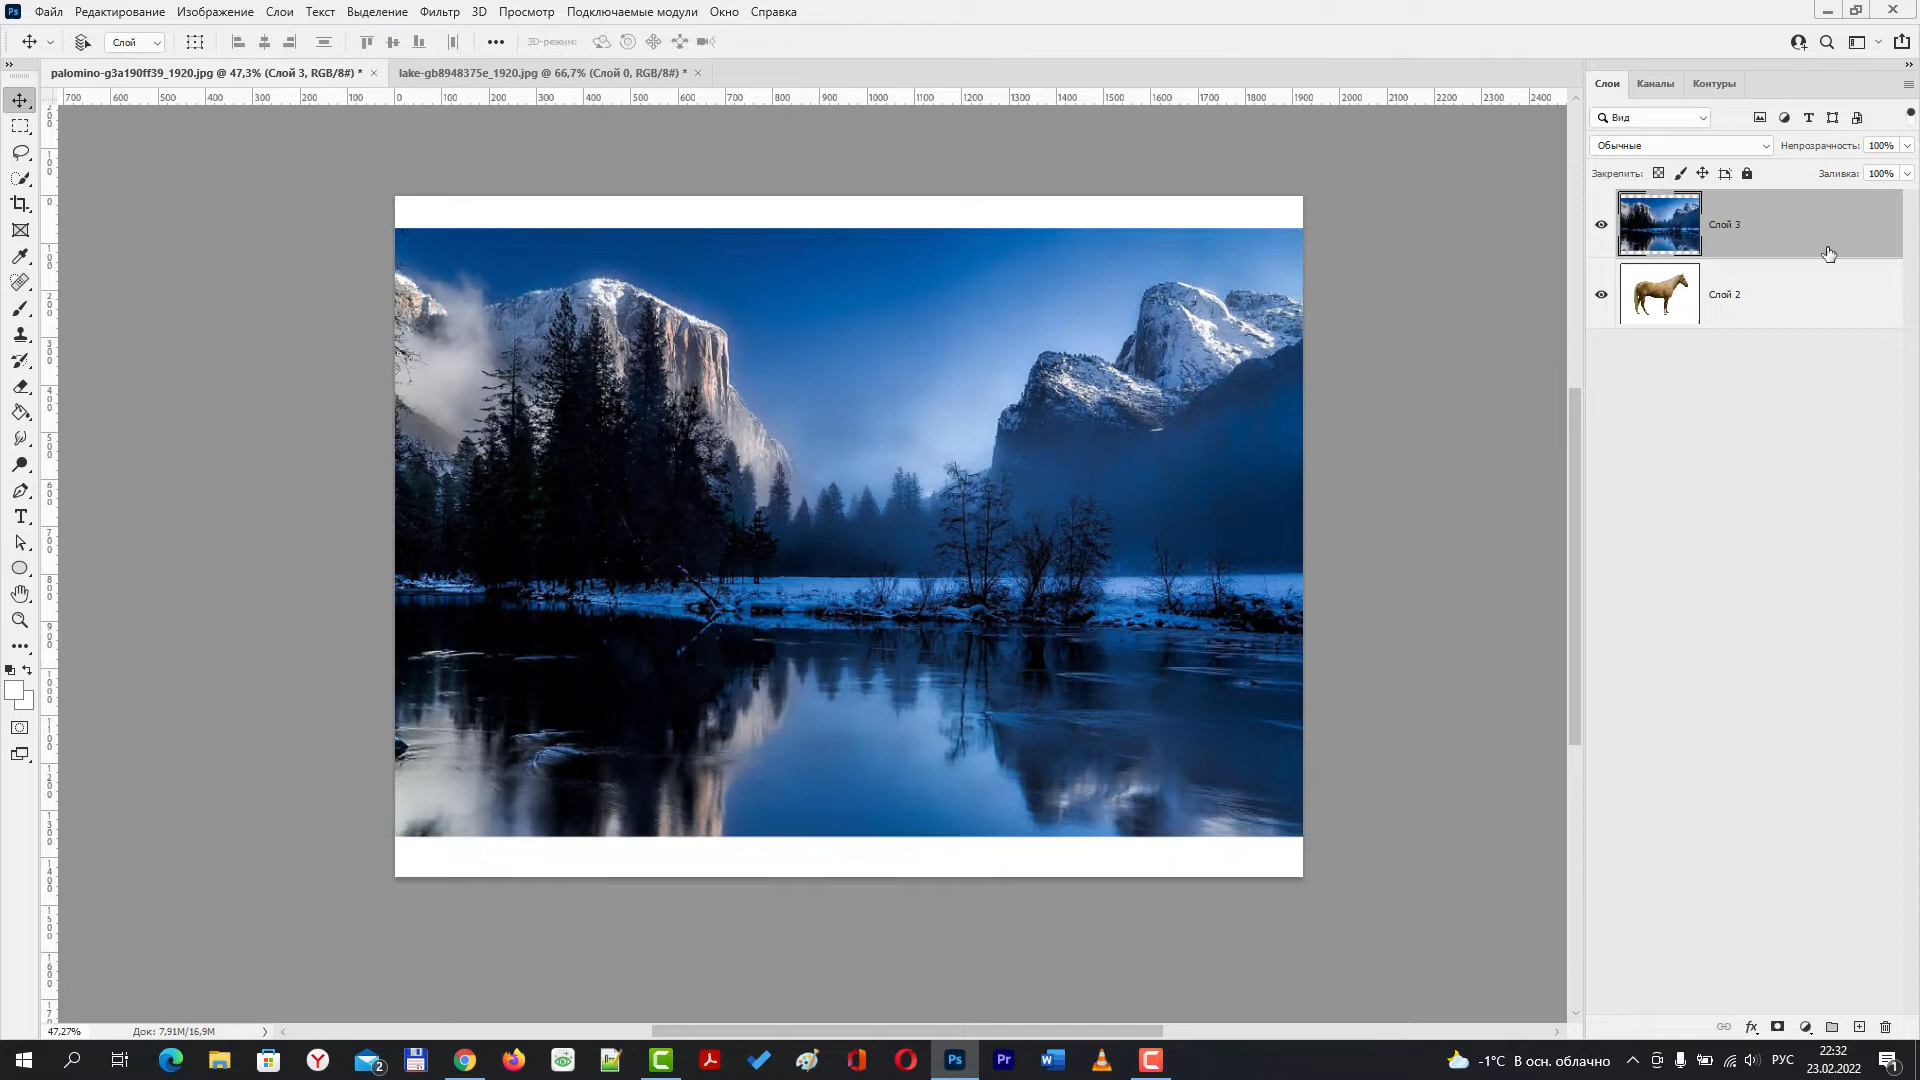 Ps Файл Редактирование Изображение Слои Текст Выделение Фильтр 3D Просмотр Подключаемые модули Окно Справка
Слой 3D-режим:
palomino-g3a190ff39_1920.jpg @ 47,3% (Слой 3, RGB/8#) * × lake-gb8948375e_1920.jpg @ 66,7% (Слой 0, RGB/8#) * ×
700 600 500 400 300 200 100 0 100 200 300 400 500 600 700 800 900 1000 1100 1200 1300 1400 1500 1600 1700 1800 1900 2000 2100 2200 2300 2400
Слои Каналы Контуры
Вид
Обычные Непрозрачность: 100%
Закрепить: Заливка: 100%
Слой 3
Слой 2
47,27% Док: 7,91M/16,9M
2 Ps Pr -1°C В осн. облачно РУС 22:32
23.02.2022 1